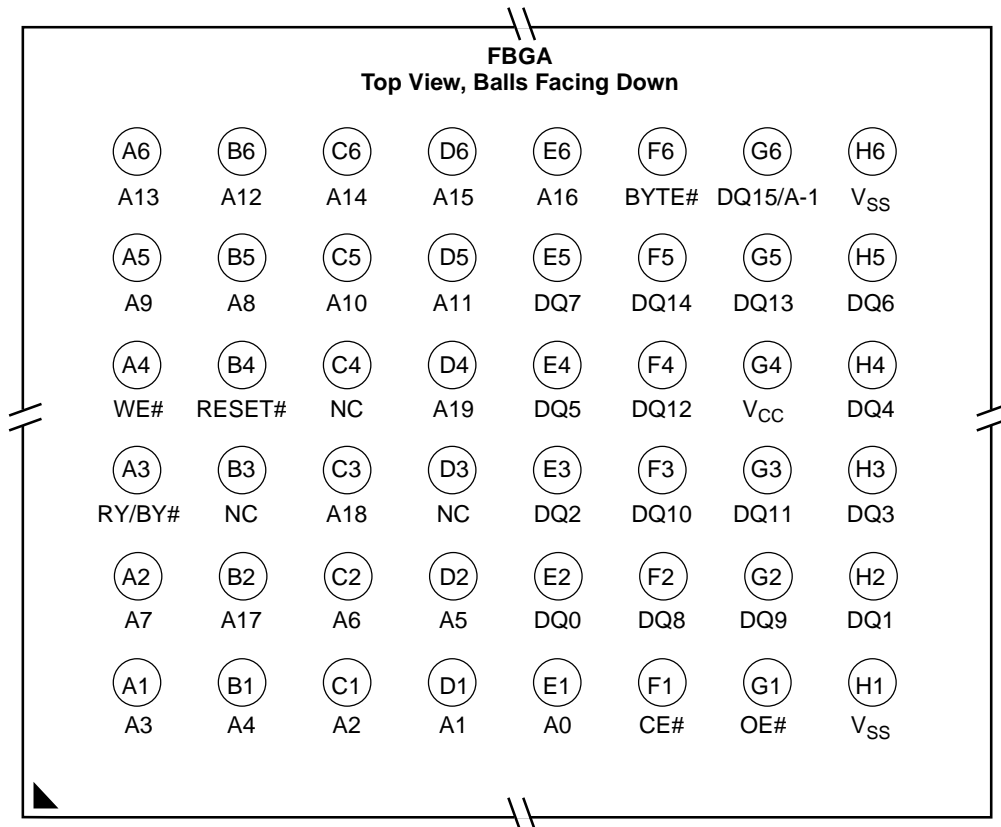 FBGA
Top View, Balls Facing Down
A6 B6 C6 D6 E6 F6 G6 H6
A13 A12 A14 A15 A16 BYTE# DQ15/A-1 VSS
A5 B5 C5 D5 E5 F5 G5 H5
A9 A8 A10 A11 DQ7 DQ14 DQ13 DQ6
A4 B4 C4 D4 E4 F4 G4 H4
WE# RESET# NC A19 DQ5 DQ12 VCC DQ4
A3 B3 C3 D3 E3 F3 G3 H3
RY/BY# NC A18 NC DQ2 DQ10 DQ11 DQ3
A2 B2 C2 D2 E2 F2 G2 H2
A7 A17 A6 A5 DQ0 DQ8 DQ9 DQ1
A1 B1 C1 D1 E1 F1 G1 H1
A3 A4 A2 A1 A0 CE# OE# VSS